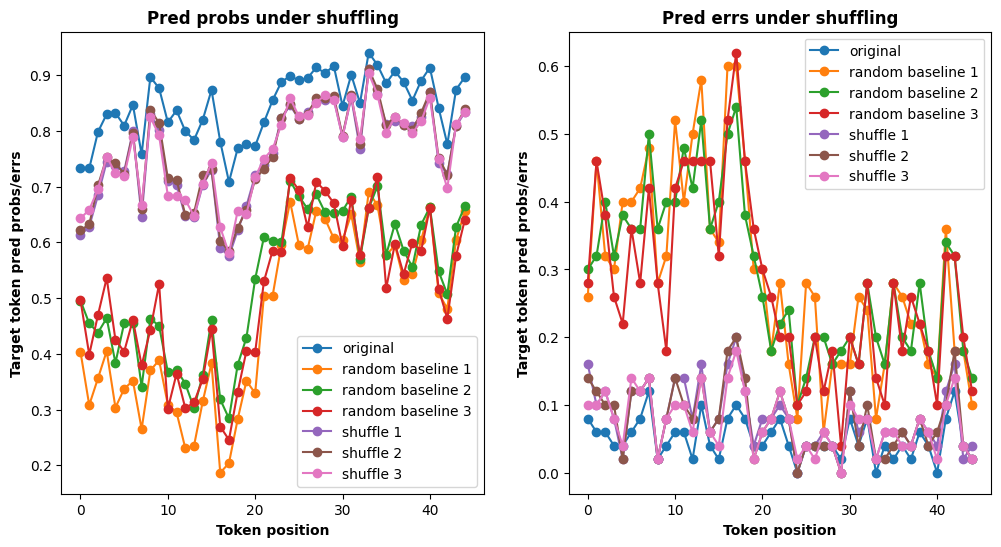 Pred probs under shuffling
Target token pred probs/errs
0.9
0.8
0.7
0.6
0.5
0.4
0.3
0.2
original
random baseline 1
random baseline 2
random baseline 3
shuffle 1
shuffle 2
shuffle 3
0 10 20 30 40
Token position
Pred errs under shuffling
Target token pred probs/errs
0.6
0.5
0.4
0.3
0.2
0.1
0.0
original
random baseline 1
random baseline 2
random baseline 3
shuffle 1
shuffle 2
shuffle 3
0 10 20 30 40
Token position